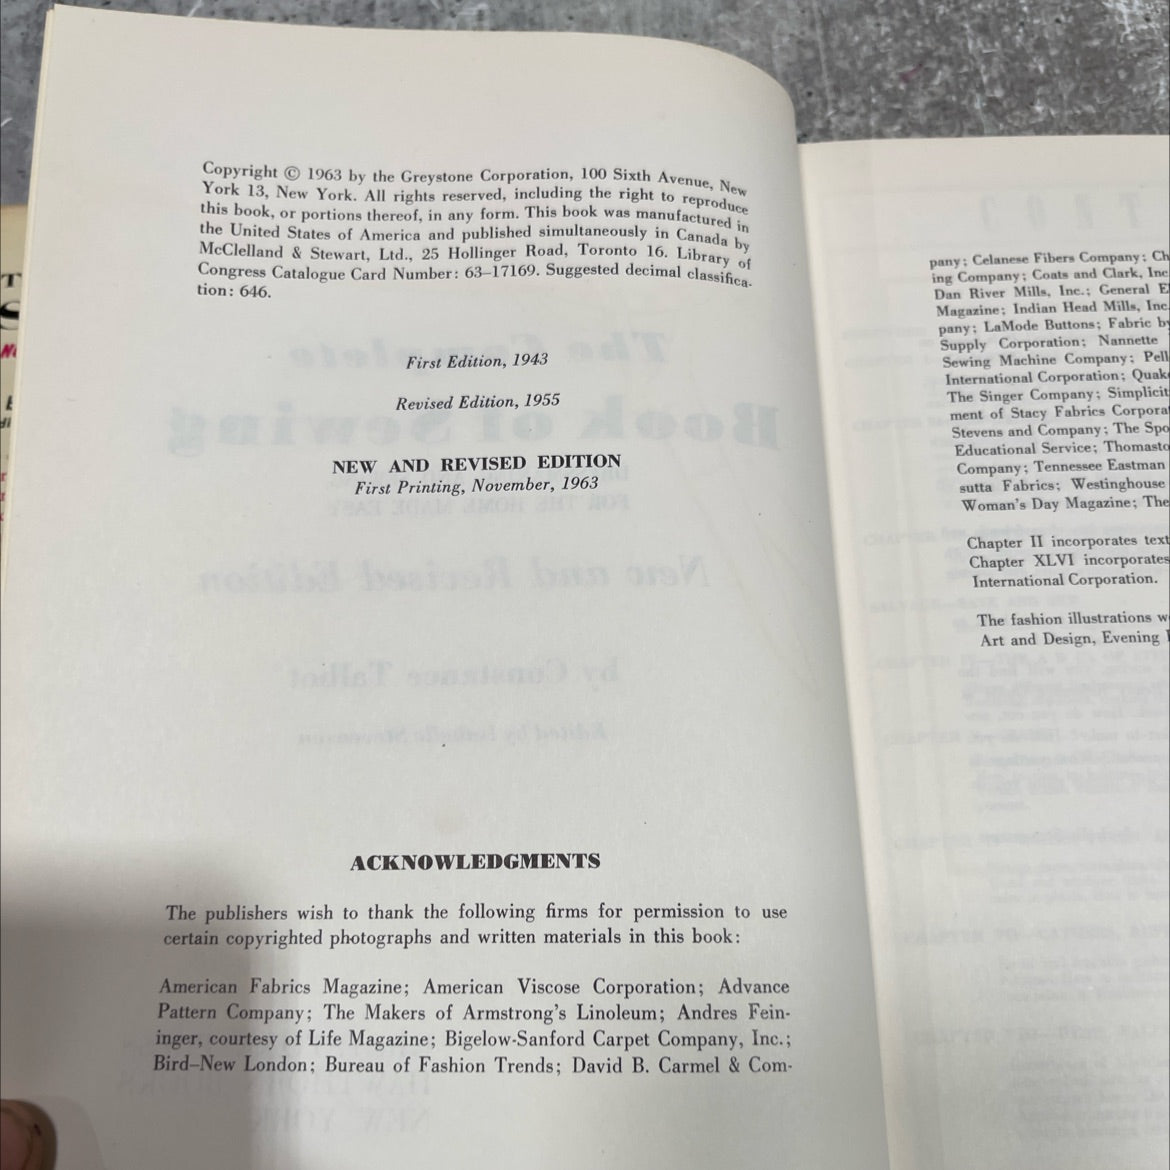 Copyright © 1963 by the Greystone Corporation, 100 Sixth Avenue, New
York 13, New York. All rights reserved, including the right to reproduce
this book, or portions thereof, in any form. This book was manufactured in
the United States of America and published simultaneously in Canada by
McClelland & Stewart, Ltd., 25 Hollinger Road, Toronto 16. Library of
Congress Catalogue Card Number: 63–17169. Suggested decimal classifica-
tion: 646.
First Edition, 1943
Revised Edition, 1955
NEW AND REVISED EDITION
First Printing, November, 1963
ACKNOWLEDGMENTS
The publishers wish to thank the following firms for permission to use
certain copyrighted photographs and written materials in this book:
American Fabrics Magazine; American Viscose Corporation; Advance
Pattern Company; The Makers of Armstrong's Linoleum; Andres Fein-
inger, courtesy of Life Magazine; Bigelow-Sanford Carpet Company, Inc.;
Bird–New London; Bureau of Fashion Trends; David B. Carmel & Com-
pany; Celanese Fibers Company; Ch
ing Company; Coats and Clark, Inc
Dan River Mills, Inc.; General E
Magazine; Indian Head Mills, Inc.
pany; LaMode Buttons; Fabric by
Supply Corporation; Nannette
Sewing Machine Company; Pell
International Corporation; Quake
The Singer Company; Simplicit
ment of Stacy Fabrics Corpora
Stevens and Company; The Spo
Educational Service; Thomasto
Company; Tennessee Eastman
sutta Fabrics; Westinghouse
Woman's Day Magazine; The
Chapter II incorporates text
Chapter XLVI incorporates
International Corporation.
The fashion illustrations w
Art and Design, Evening